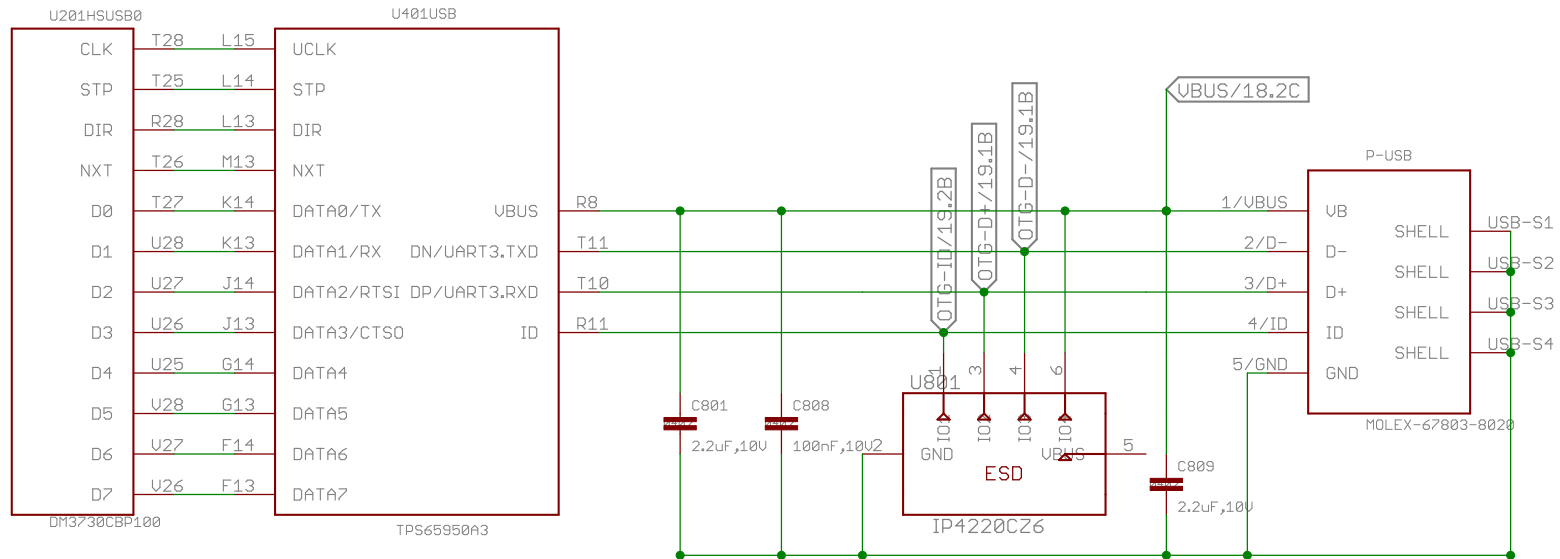 U201HSUSB0
U401USB
CLK T28 L15 UCLK
STP T25 L14 STP
VBUS/18.2C
DIR R28 L13 DIR
OTG-ID/19.2B
OTG-D+/19.1B
OTG-D-/19.1B
P-USB
NXT T26 M13 NXT
D0 T27 K14 DATA0/TX VBUS R8 1/VBUS VB
SHELL USB-S1
D1 U28 K13 DATA1/RX DN/UART3.TXD T11 2/D- D-
SHELL USB-S2
D2 U27 J14 DATA2/RTSI DP/UART3.RXD T10 3/D+ D+
SHELL USB-S3
D3 U26 J13 DATA3/CTSO ID R11 4/ID ID
SHELL USB-S4
D4 U25 G14 DATA4 1 3 4 6 5/GND GND
U801
D5 V28 G13 DATA5
C801 C808
MOLEX-67803-8020
2.2uF,10V 100nF,10V
D6 V27 F14 DATA6 2 GND VBUS 5
ESD
C809
D7 V26 F13 DATA7
2.2uF,10V
DM3730CBP100
TPS65950A3
IP4220CZ6